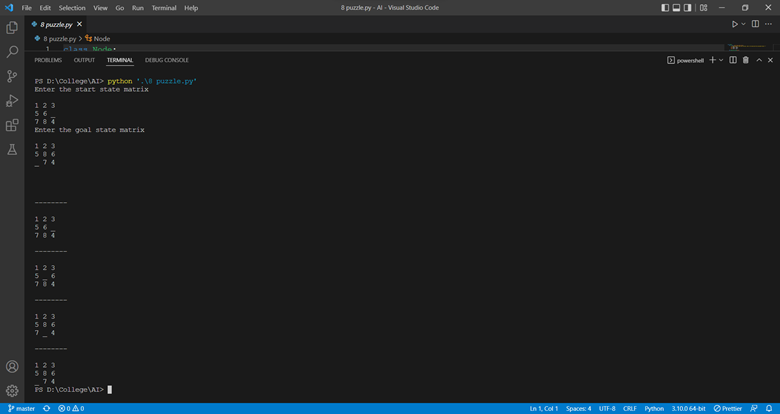 File Edit Selection View Go Run Terminal Help
8 puzzle.py - AI - Visual Studio Code
8 puzzle.py
8 puzzle.py > Node
1 class Node:
PROBLEMS OUTPUT TERMINAL DEBUG CONSOLE
powershell
PS D:\College\AI> python '.\8 puzzle.py'
Enter the start state matrix
1 2 3
5 6 _
7 8 4
Enter the goal state matrix
1 2 3
5 8 6
_ 7 4
--------
1 2 3
5 6 _
7 8 4
--------
1 2 3
5 _ 6
7 8 4
--------
1 2 3
5 8 6
7 _ 4
--------
1 2 3
5 8 6
_ 7 4
PS D:\College\AI>
master 0 0 Ln 1, Col 1 Spaces: 4 UTF-8 CRLF Python 3.10.0 64-bit Prettier